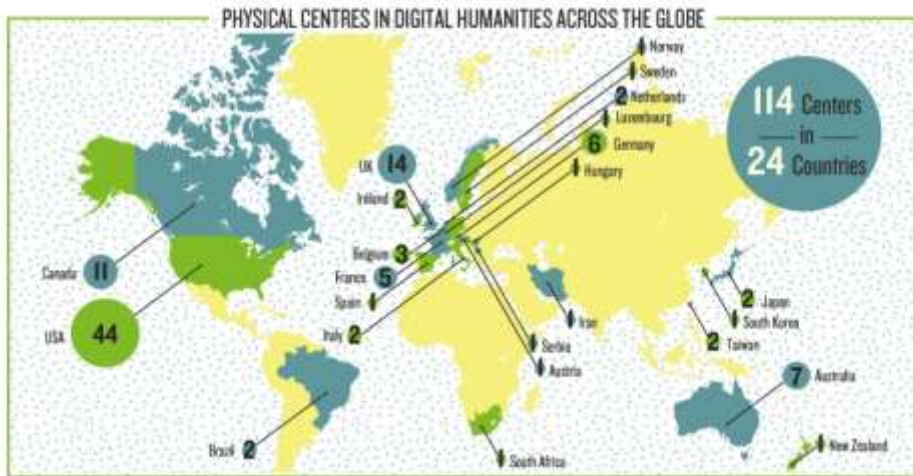 PHYSICAL CENTRES IN DIGITAL HUMANITIES ACROSS THE GLOBE
114 Centers
in
24 Countries
Norway
Sweden
2 Netherlands
Luxembourg
6 Germany
Hungary
UK 14
Ireland 2
Belgium 3
France 5
Spain
Italy 2
Canada 11
USA 44
Brazil 2
Iran
Serbia
Austria
2 Japan
South Korea
2 Taiwan
7 Australia
New Zealand
South Africa